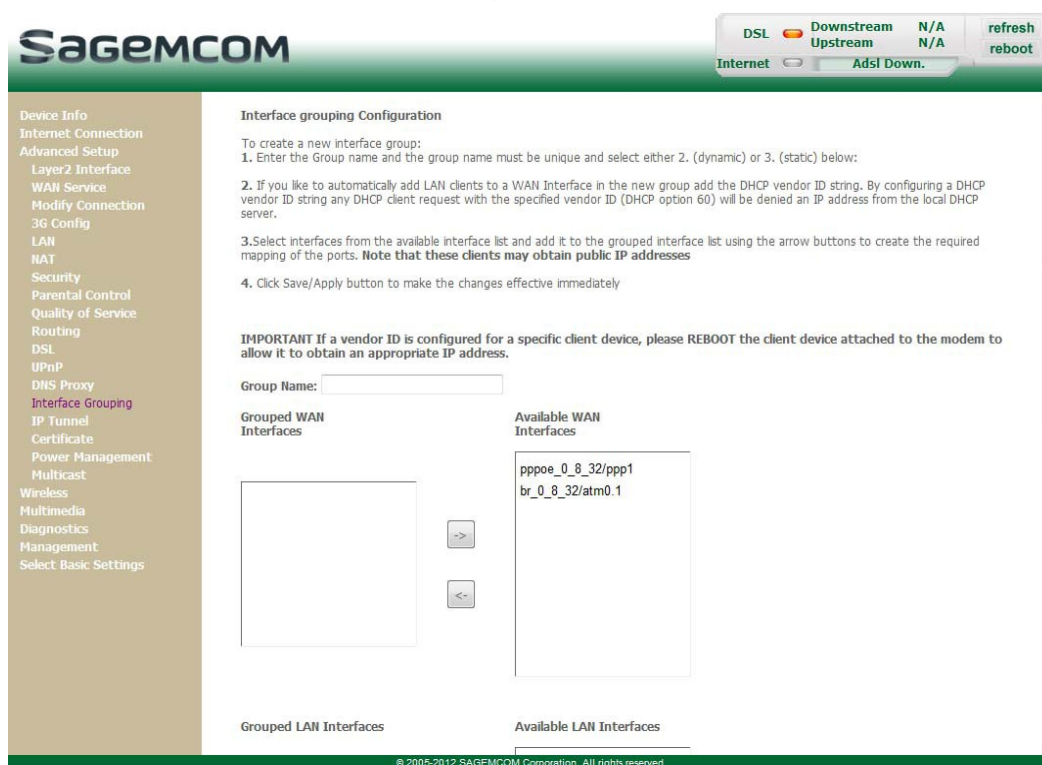 SAGEMCOM
DSL
Downstream N/A
Upstream N/A
Internet
Adsl Down.
refresh
reboot
Device Info
Internet Connection
Advanced Setup
Layer2 Interface
WAN Service
Modify Connection
3G Config
LAN
NAT
Security
Parental Control
Quality of Service
Routing
DSL
UPnP
DNS Proxy
Interface Grouping
IP Tunnel
Certificate
Power Management
Multicast
Wireless
Multimedia
Diagnostics
Management
Select Basic Settings
Interface grouping Configuration
To create a new interface group:
1. Enter the Group name and the group name must be unique and select either 2. (dynamic) or 3. (static) below:
2. If you like to automatically add LAN clients to a WAN Interface in the new group add the DHCP vendor ID string. By configuring a DHCP
vendor ID string any DHCP client request with the specified vendor ID (DHCP option 60) will be denied an IP address from the local DHCP
server.
3.Select interfaces from the available interface list and add it to the grouped interface list using the arrow buttons to create the required
mapping of the ports. Note that these clients may obtain public IP addresses
4. Click Save/Apply button to make the changes effective immediately
IMPORTANT If a vendor ID is configured for a specific client device, please REBOOT the client device attached to the modem to
allow it to obtain an appropriate IP address.
Group Name:
Grouped WAN
Interfaces
Available WAN
Interfaces
pppoe_0_8_32/ppp1
br_0_8_32/atm0.1
->
<-
Grouped LAN Interfaces
Available LAN Interfaces
© 2005-2012 SAGEMCOM Corporation. All rights reserved.